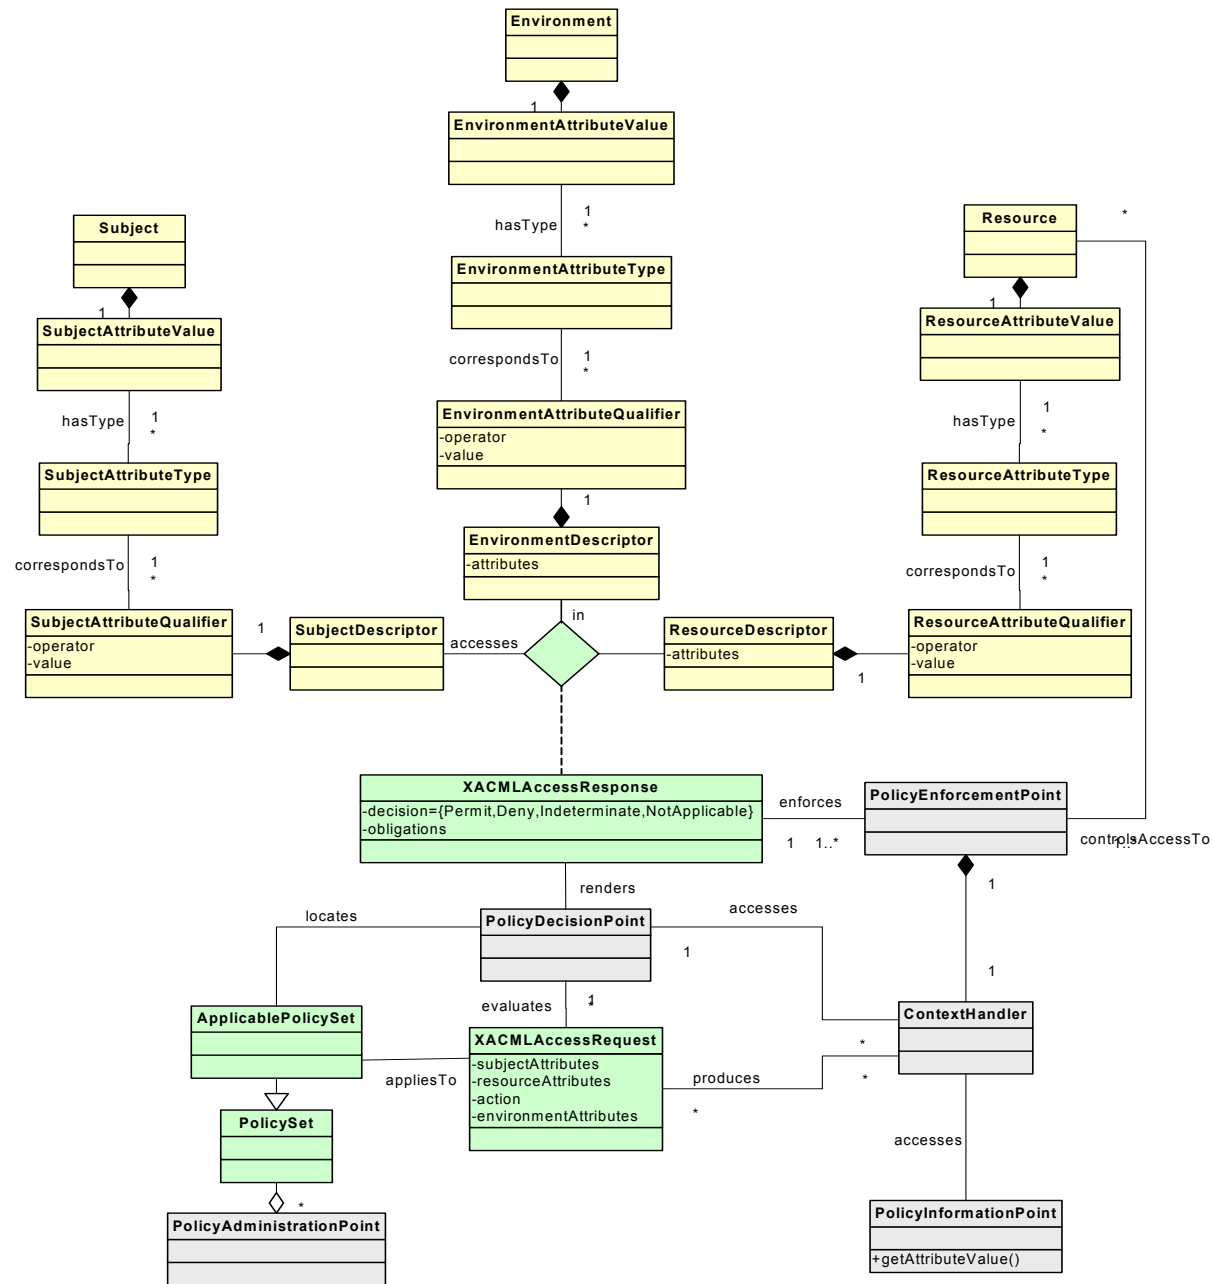 Environment
1
EnvironmentAttributeValue
1
hasType
*
Subject
Resource
*
EnvironmentAttributeType
1
SubjectAttributeValue
1
ResourceAttributeValue
correspondsTo
1
*
hasType
1
*
EnvironmentAttributeQualifier
-operator
-value
hasType
1
*
SubjectAttributeType
ResourceAttributeType
1
EnvironmentDescriptor
-attributes
correspondsTo
1
*
correspondsTo
1
*
SubjectAttributeQualifier
-operator
-value
1
SubjectDescriptor
accesses
in
ResourceDescriptor
-attributes
1
ResourceAttributeQualifier
-operator
-value
XACMLAccessResponse
-decision={Permit,Deny,Indeterminate,NotApplicable}
-obligations
enforces
1 1..*
PolicyEnforcementPoint
controlsAccessTo
1
renders
locates
PolicyDecisionPoint
accesses
1
1
evaluates
ApplicablePolicySet
XACMLAccessRequest
-subjectAttributes
-resourceAttributes
-action
-environmentAttributes
ContextHandler
*
appliesTo
produces
*
*
PolicySet
accesses
*
PolicyAdministrationPoint
PolicyInformationPoint
+getAttributeValue()